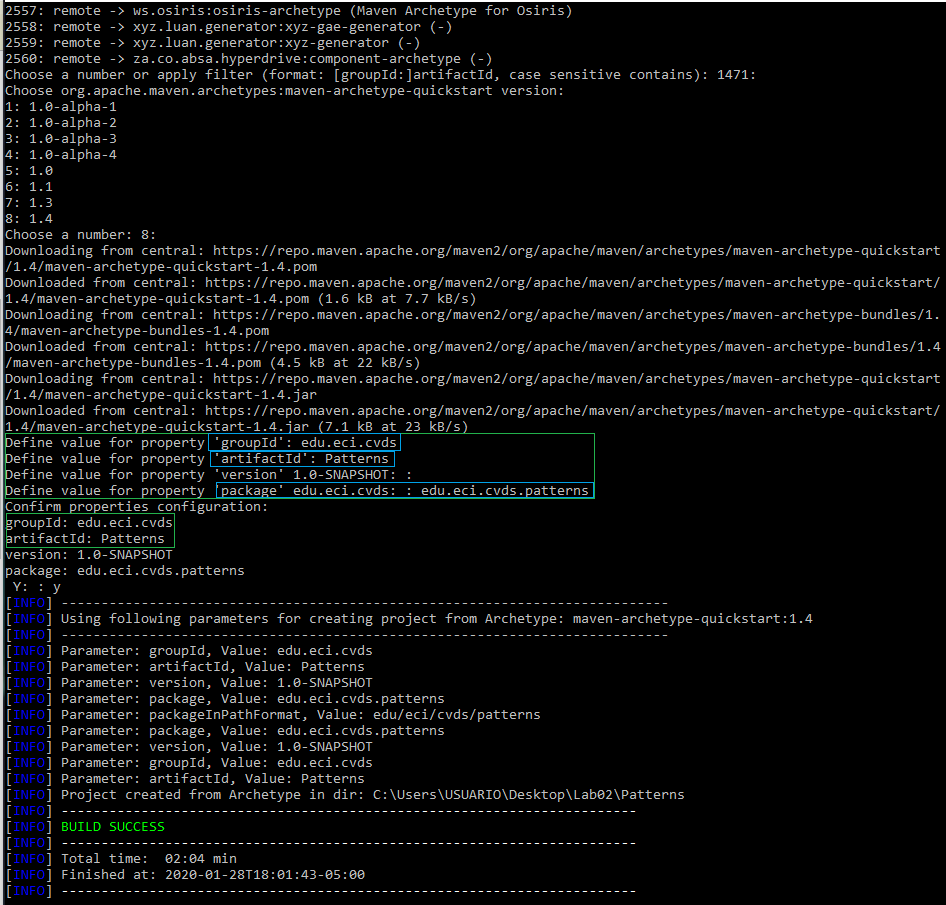 2557: remote -> ws.osiris:osiris-archetype (Maven Archetype for Osiris)
2558: remote -> xyz.luan.generator:xyz-gae-generator (-)
2559: remote -> xyz.luan.generator:xyz-generator (-)
2560: remote -> za.co.absa.hyperdrive:component-archetype (-)
Choose a number or apply filter (format: [groupId:]artifactId, case sensitive contains): 1471:
Choose org.apache.maven.archetypes:maven-archetype-quickstart version:
1: 1.0-alpha-1
2: 1.0-alpha-2
3: 1.0-alpha-3
4: 1.0-alpha-4
5: 1.0
6: 1.1
7: 1.3
8: 1.4
Choose a number: 8:
Downloading from central: https://repo.maven.apache.org/maven2/org/apache/maven/archetypes/maven-archetype-quickstart
/1.4/maven-archetype-quickstart-1.4.pom
Downloaded from central: https://repo.maven.apache.org/maven2/org/apache/maven/archetypes/maven-archetype-quickstart/
1.4/maven-archetype-quickstart-1.4.pom (1.6 kB at 7.7 kB/s)
Downloading from central: https://repo.maven.apache.org/maven2/org/apache/maven/archetypes/maven-archetype-bundles/1.
4/maven-archetype-bundles-1.4.pom
Downloaded from central: https://repo.maven.apache.org/maven2/org/apache/maven/archetypes/maven-archetype-bundles/1.4
/maven-archetype-bundles-1.4.pom (4.5 kB at 22 kB/s)
Downloading from central: https://repo.maven.apache.org/maven2/org/apache/maven/archetypes/maven-archetype-quickstart
/1.4/maven-archetype-quickstart-1.4.jar
Downloaded from central: https://repo.maven.apache.org/maven2/org/apache/maven/archetypes/maven-archetype-quickstart/
1.4/maven-archetype-quickstart-1.4.jar (7.1 kB at 23 kB/s)
Define value for property 'groupId': edu.eci.cvds
Define value for property 'artifactId': Patterns
Define value for property 'version' 1.0-SNAPSHOT: :
Define value for property 'package' edu.eci.cvds: : edu.eci.cvds.patterns
Confirm properties configuration:
groupId: edu.eci.cvds
artifactId: Patterns
version: 1.0-SNAPSHOT
package: edu.eci.cvds.patterns
Y: : y
[INFO] ----------------------------------------------------------------------------
[INFO] Using following parameters for creating project from Archetype: maven-archetype-quickstart:1.4
[INFO] ----------------------------------------------------------------------------
[INFO] Parameter: groupId, Value: edu.eci.cvds
[INFO] Parameter: artifactId, Value: Patterns
[INFO] Parameter: version, Value: 1.0-SNAPSHOT
[INFO] Parameter: package, Value: edu.eci.cvds.patterns
[INFO] Parameter: packageInPathFormat, Value: edu/eci/cvds/patterns
[INFO] Parameter: package, Value: edu.eci.cvds.patterns
[INFO] Parameter: version, Value: 1.0-SNAPSHOT
[INFO] Parameter: groupId, Value: edu.eci.cvds
[INFO] Parameter: artifactId, Value: Patterns
[INFO] Project created from Archetype in dir: C:\Users\USUARIO\Desktop\Lab02\Patterns
[INFO] ------------------------------------------------------------------------
[INFO] BUILD SUCCESS
[INFO] ------------------------------------------------------------------------
[INFO] Total time:  02:04 min
[INFO] Finished at: 2020-01-28T18:01:43-05:00
[INFO] ------------------------------------------------------------------------